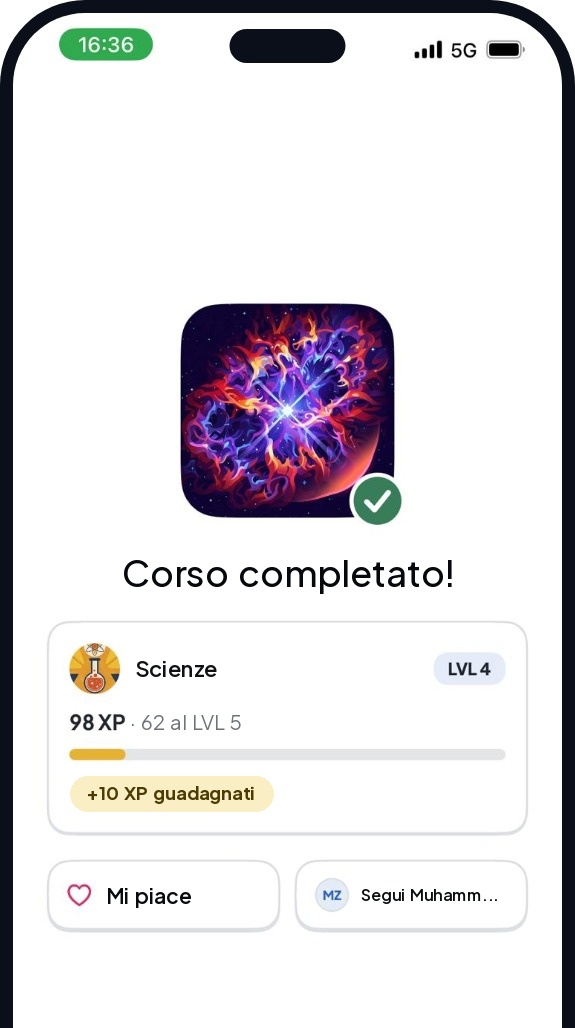 16:36
5G
Corso completato!
Scienze
LVL 4
98 XP · 62 al LVL 5
+10 XP guadagnati
Mi piace
MZ
Segui Muhamm...